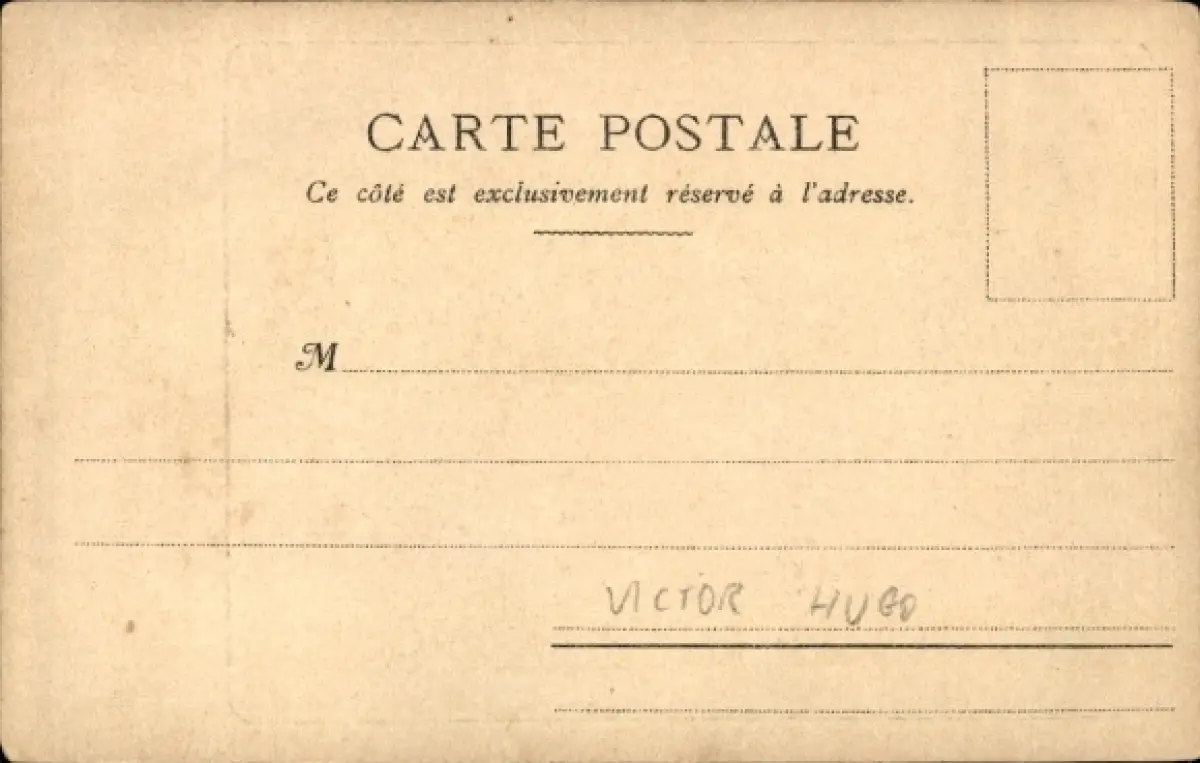 CARTE POSTALE
Ce côté est exclusivement réservé à l'adresse.
M
VICTOR HUGO